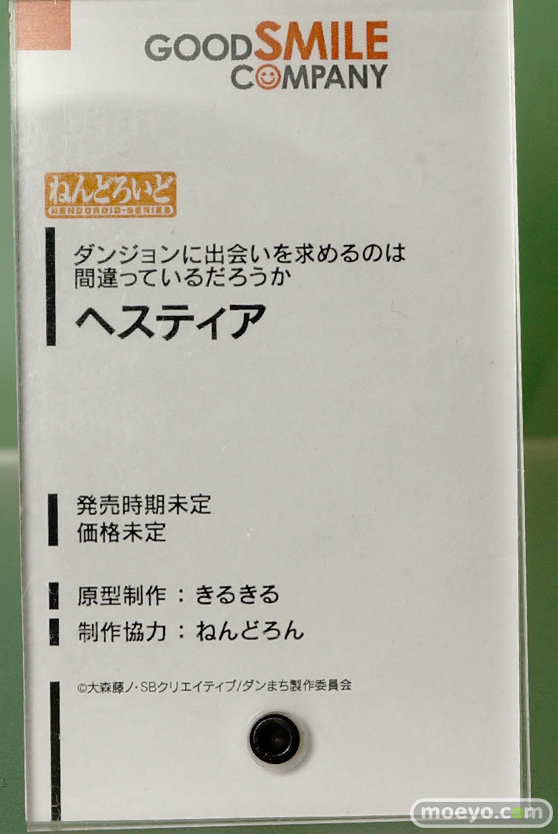 GOODSMILE
COMPANY
ねんどろいど
NENDOROID-SERIES
ダンジョンに出会いを求めるのは
間違っているだろうか
ヘスティア
発売時期未定
価格未定
原型制作：きるきる
制作協力：ねんどろん
©大森藤ノ・SBクリエイティブ/ダンまち製作委員会
moeyo.com